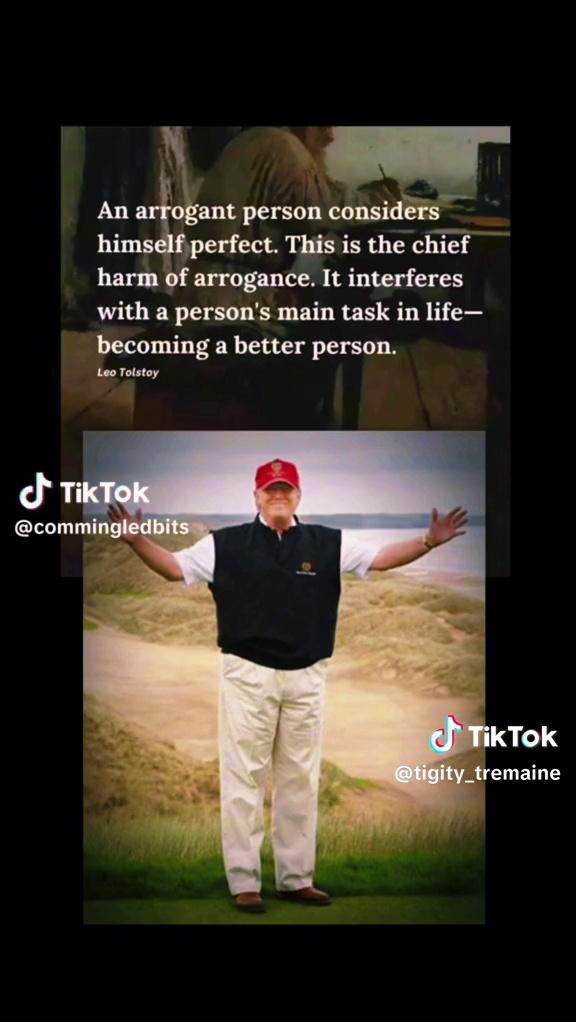 An arrogant person considers
himself perfect. This is the chief
harm of arrogance. It interferes
with a person's main task in life—
becoming a better person.
Leo Tolstoy
TikTok
@commingledbits
TikTok
@tigity_tremaine